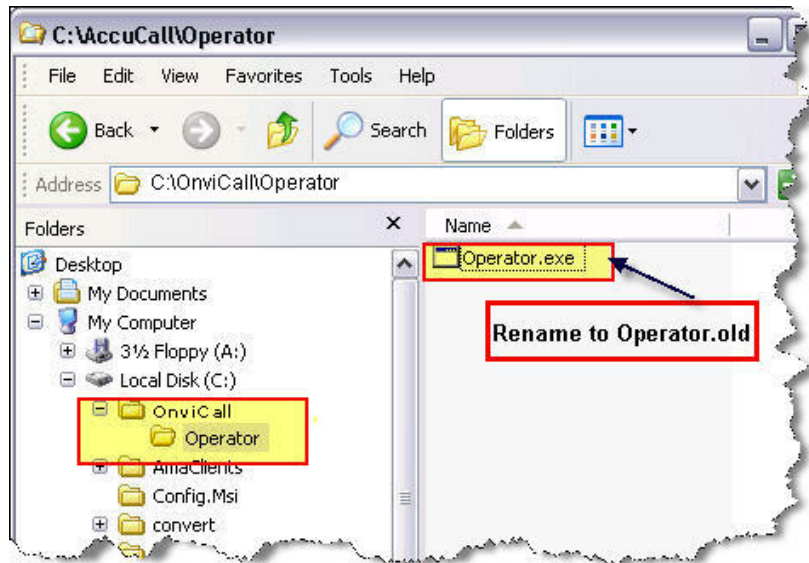 C:\AccuCall\Operator
File Edit View Favorites Tools Help
Back Search Folders
Address C:\OnviCall\Operator
Folders X Name
Desktop
My Documents
My Computer
3½ Floppy (A:)
Local Disk (C:)
OnviCall
Operator
AmaClients
Config.Msi
convert
Operator.exe
Rename to Operator.old